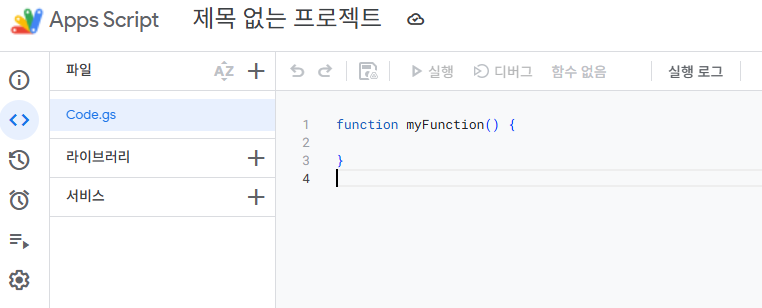 Apps Script 제목 없는 프로젝트
파일 AZ
Code.gs
라이브러리
서비스
실행 디버그 함수 없음 실행 로그
1 function myFunction() {
2
3 }
4